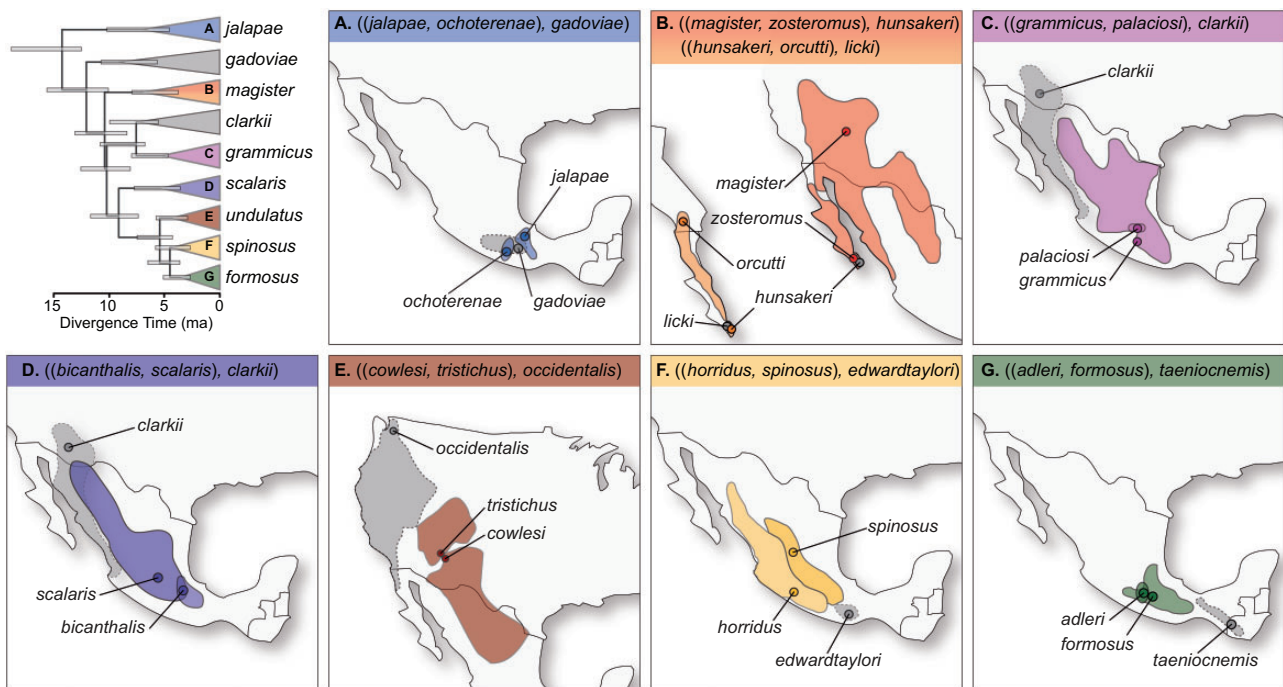 A jalapae
gadoviae
B magister
clarkii
C grammicus
D scalaris
E undulatus
F spinosus
G formosus
15 10 5 0
Divergence Time (ma)
A. ((jalapae, ochoterenae), gadoviae)
jalapae
ochoterenae
gadoviae
B. ((magister, zosteromus), hunsakeri)
((hunsakeri, orcutti), licki)
magister
zosteromus
orcutti
hunsakeri
licki
C. ((grammicus, palaciosi), clarkii)
clarkii
palaciosi
grammicus
D. ((bicanthalis, scalaris), clarkii)
clarkii
scalaris
bicanthalis
E. ((cowlesi, tristichus), occidentalis)
occidentalis
tristichus
cowlesi
F. ((horridus, spinosus), edwardtaylori)
spinosus
horridus
edwardtaylori
G. ((adleri, formosus), taeniocnemis)
adleri
formosus
taeniocnemis